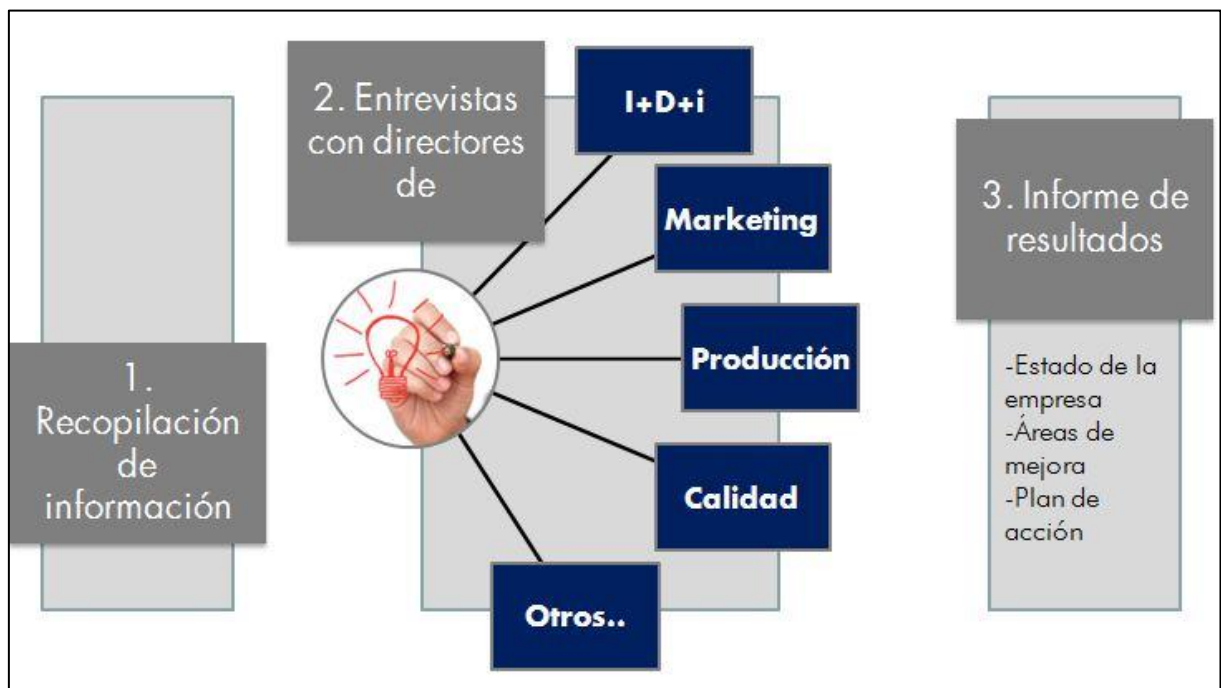 1.
Recopilación
de
información
2. Entrevistas
con directores
de
I+D+i
Marketing
Producción
Calidad
Otros..
3. Informe de
resultados
-Estado de la
empresa
-Áreas de
mejora
-Plan de
acción